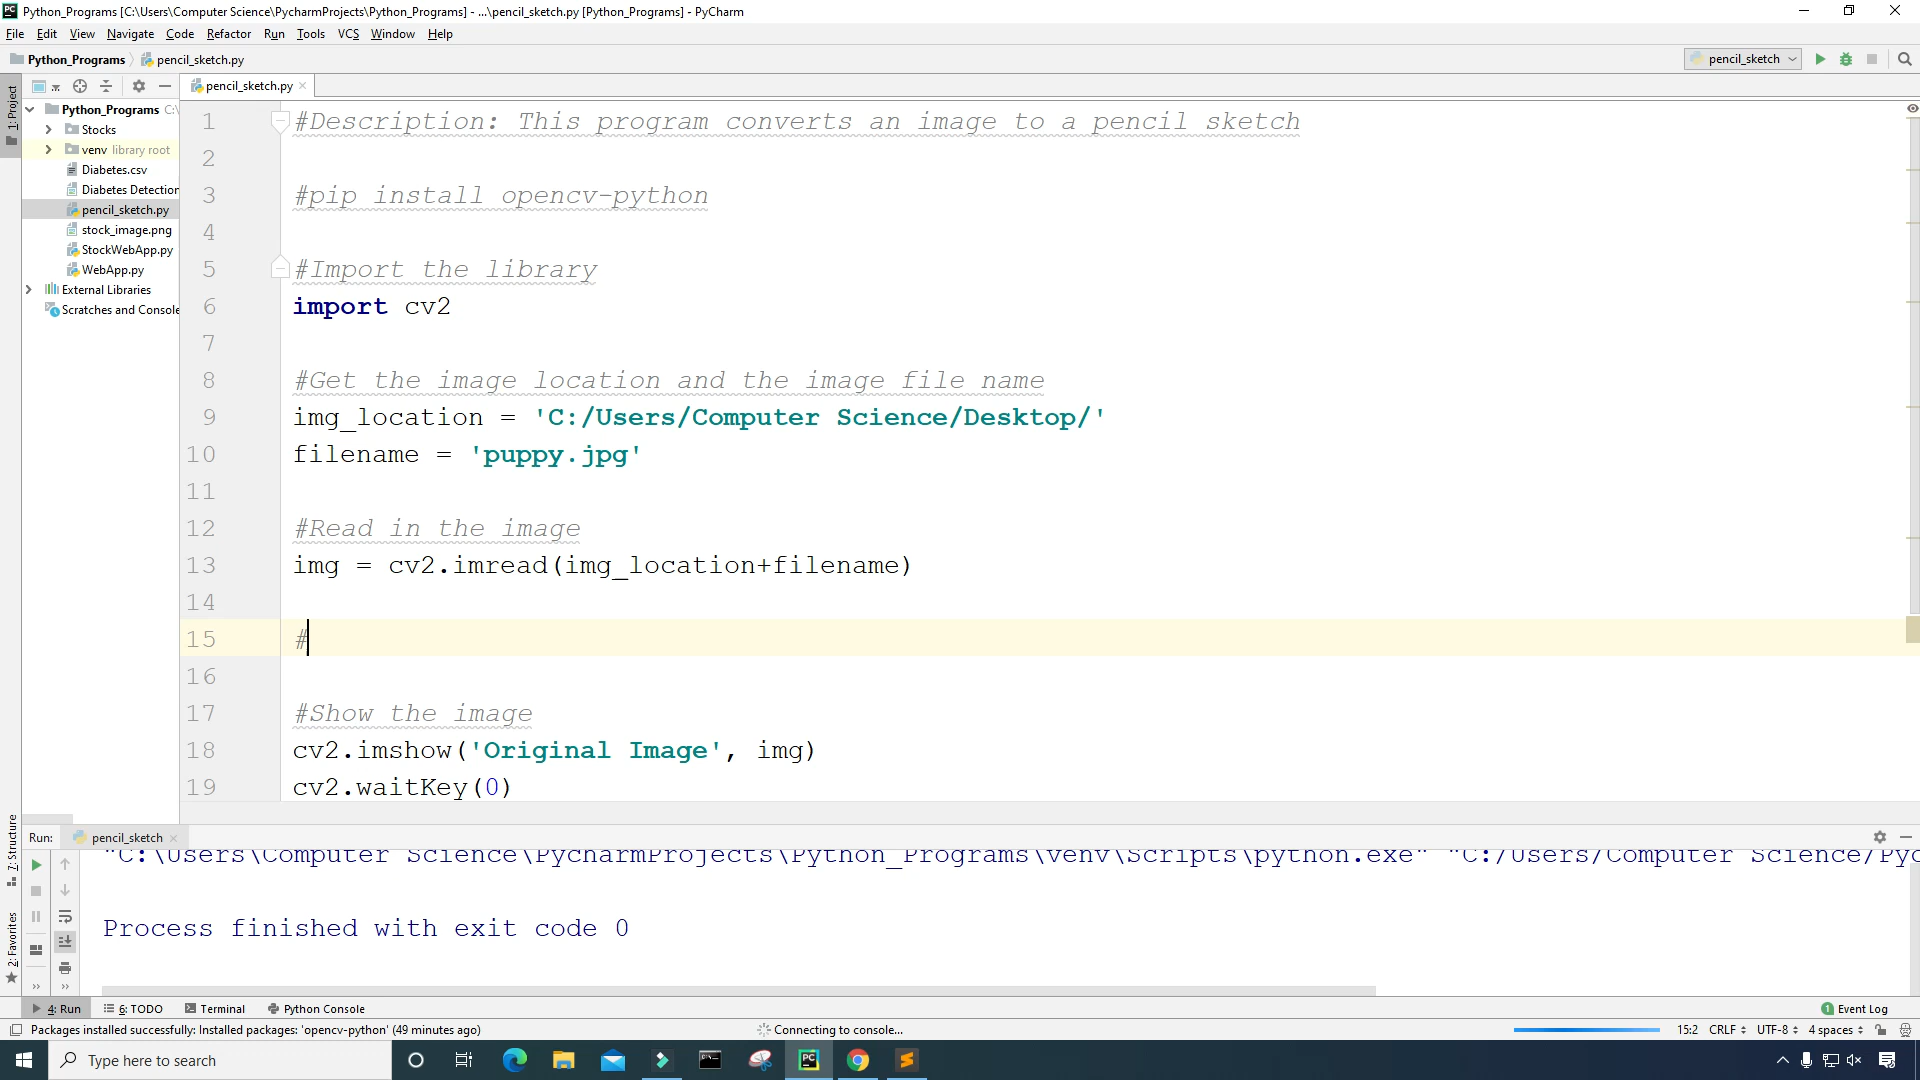 Python_Programs [C:\Users\Computer Science\PycharmProjects\Python_Programs] - ...\pencil_sketch.py [Python_Programs] - PyCharm
File Edit View Navigate Code Refactor Run Tools VCS Window Help
Python_Programs pencil_sketch.py
pencil_sketch
1: Project
pencil_sketch.py
Python_Programs C:\
Stocks
venv library root
Diabetes.csv
Diabetes Detection
pencil_sketch.py
stock_image.png
StockWebApp.py
WebApp.py
External Libraries
Scratches and Console
1 #Description: This program converts an image to a pencil sketch
2
3 #pip install opencv-python
4
5 #Import the library
6 import cv2
7
8 #Get the image location and the image file name
9 img_location = 'C:/Users/Computer Science/Desktop/'
10 filename = 'puppy.jpg'
11
12 #Read in the image
13 img = cv2.imread(img_location+filename)
14
15 #
16
17 #Show the image
18 cv2.imshow('Original Image', img)
19 cv2.waitKey(0)
7: Structure
2: Favorites
Run: pencil_sketch
"C:\Users\Computer Science\PycharmProjects\Python_Programs\venv\Scripts\python.exe" "C:/Users/Computer Science/Pyc
Process finished with exit code 0
4: Run 6: TODO Terminal Python Console
1 Event Log
Packages installed successfully: Installed packages: 'opencv-python' (49 minutes ago)
Connecting to console...
15:2 CRLF UTF-8 4 spaces
Type here to search